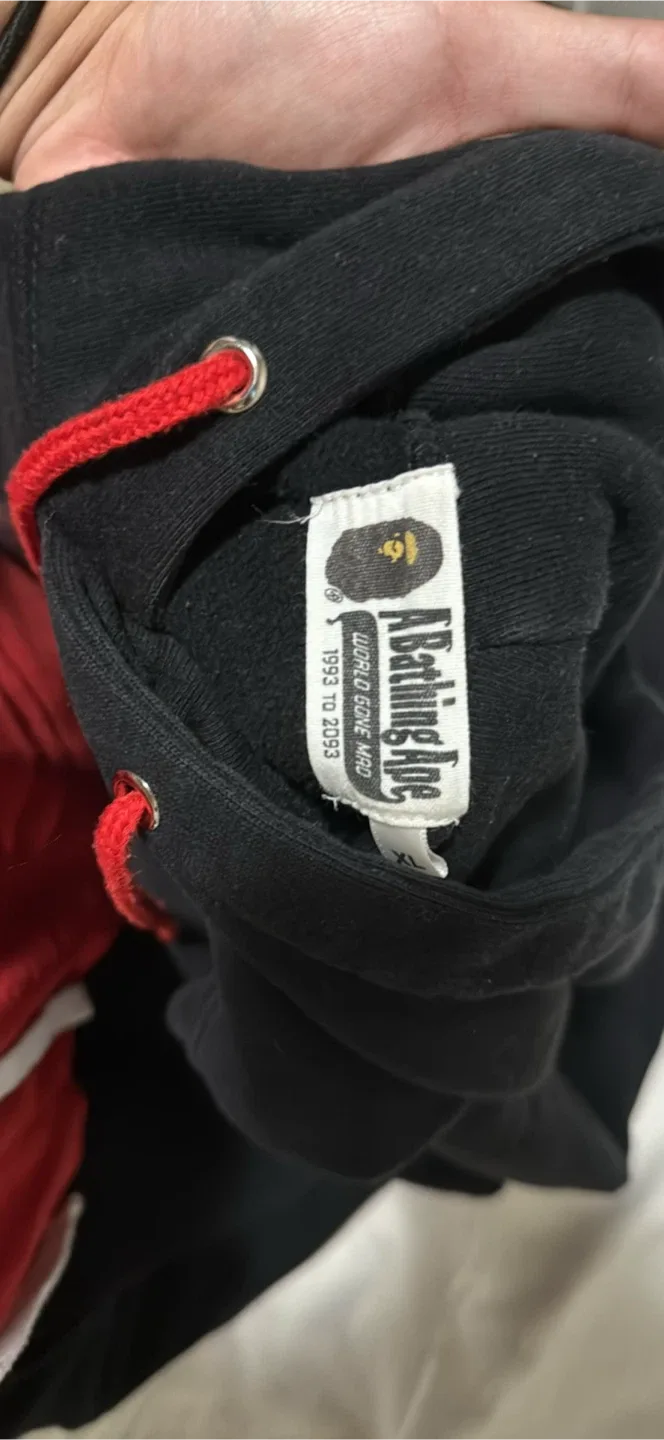 ®
A Bathing Ape
WORLD GONE MAD
1993 TO 2093
XL